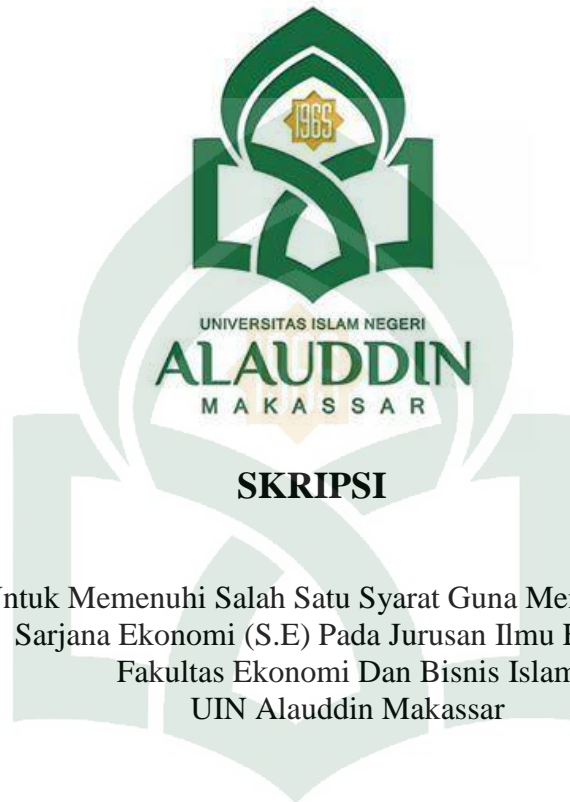 1965
UNIVERSITAS ISLAM NEGERI
ALAUDDIN
MAKASSAR
SKRIPSI
Untuk Memenuhi Salah Satu Syarat Guna
Sarjana Ekonomi (S.E) Pada Jurusan Ilmu
Fakultas Ekonomi Dan Bisnis Islam
UIN Alauddin Makassar